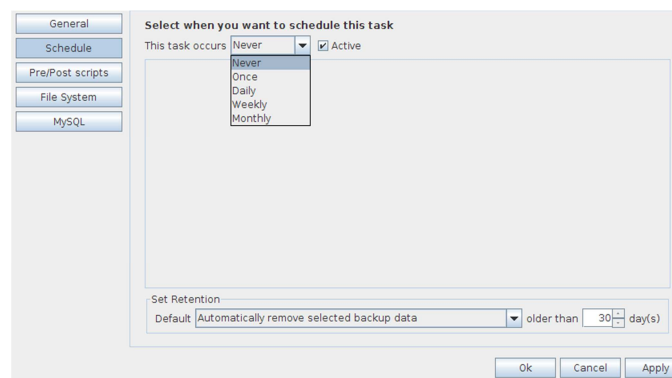 General
Schedule
Pre/Post scripts
File System
MySQL
Select when you want to schedule this task
This task occurs Never Active
Never
Once
Daily
Weekly
Monthly
Set Retention
Default Automatically remove selected backup data older than 30 day(s)
Ok Cancel Apply